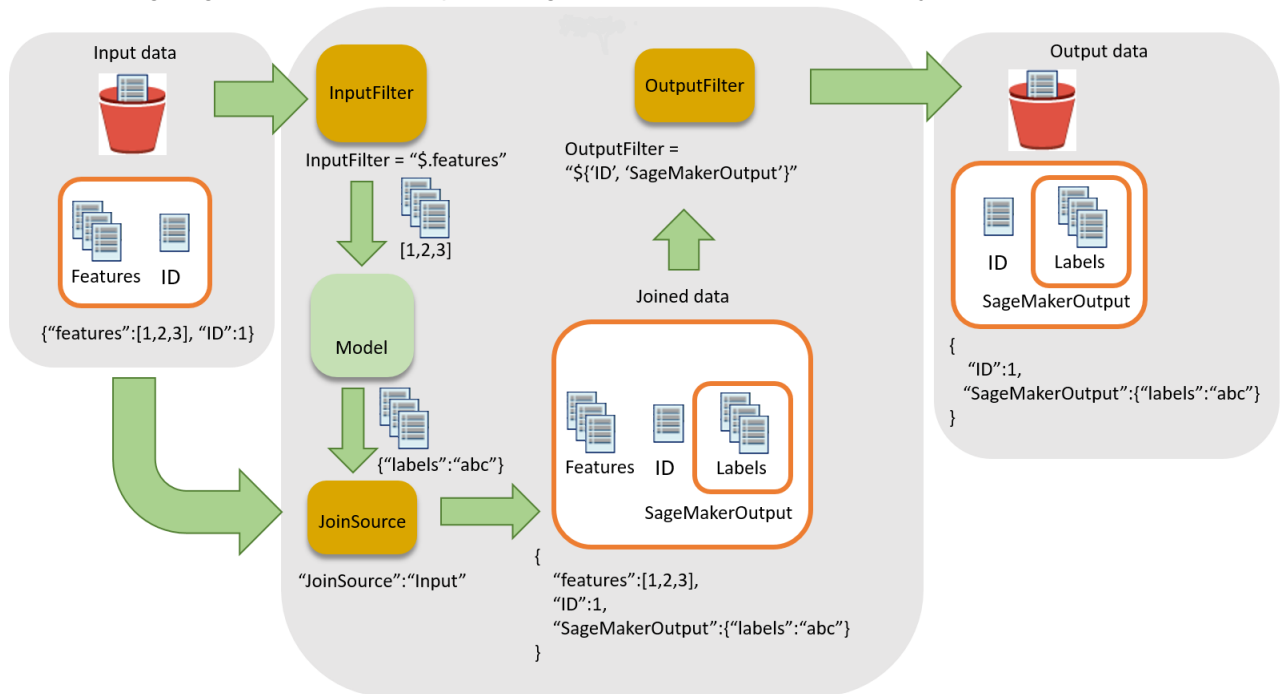 Input data
Features
ID
{“features”:[1,2,3], “ID”:1}
InputFilter
InputFilter = “$.features”
[1,2,3]
Model
{“labels”:“abc”}
JoinSource
“JoinSource”:“Input”
Joined data
Features
ID
Labels
SageMakerOutput
{
“features”:[1,2,3],
“ID”:1,
“SageMakerOutput”:{“labels”:“abc”}
}
OutputFilter
OutputFilter =
“${‘ID’, ‘SageMakerOutput’}”
Output data
ID
Labels
SageMakerOutput
{
“ID”:1,
“SageMakerOutput”:{“labels”:“abc”}
}